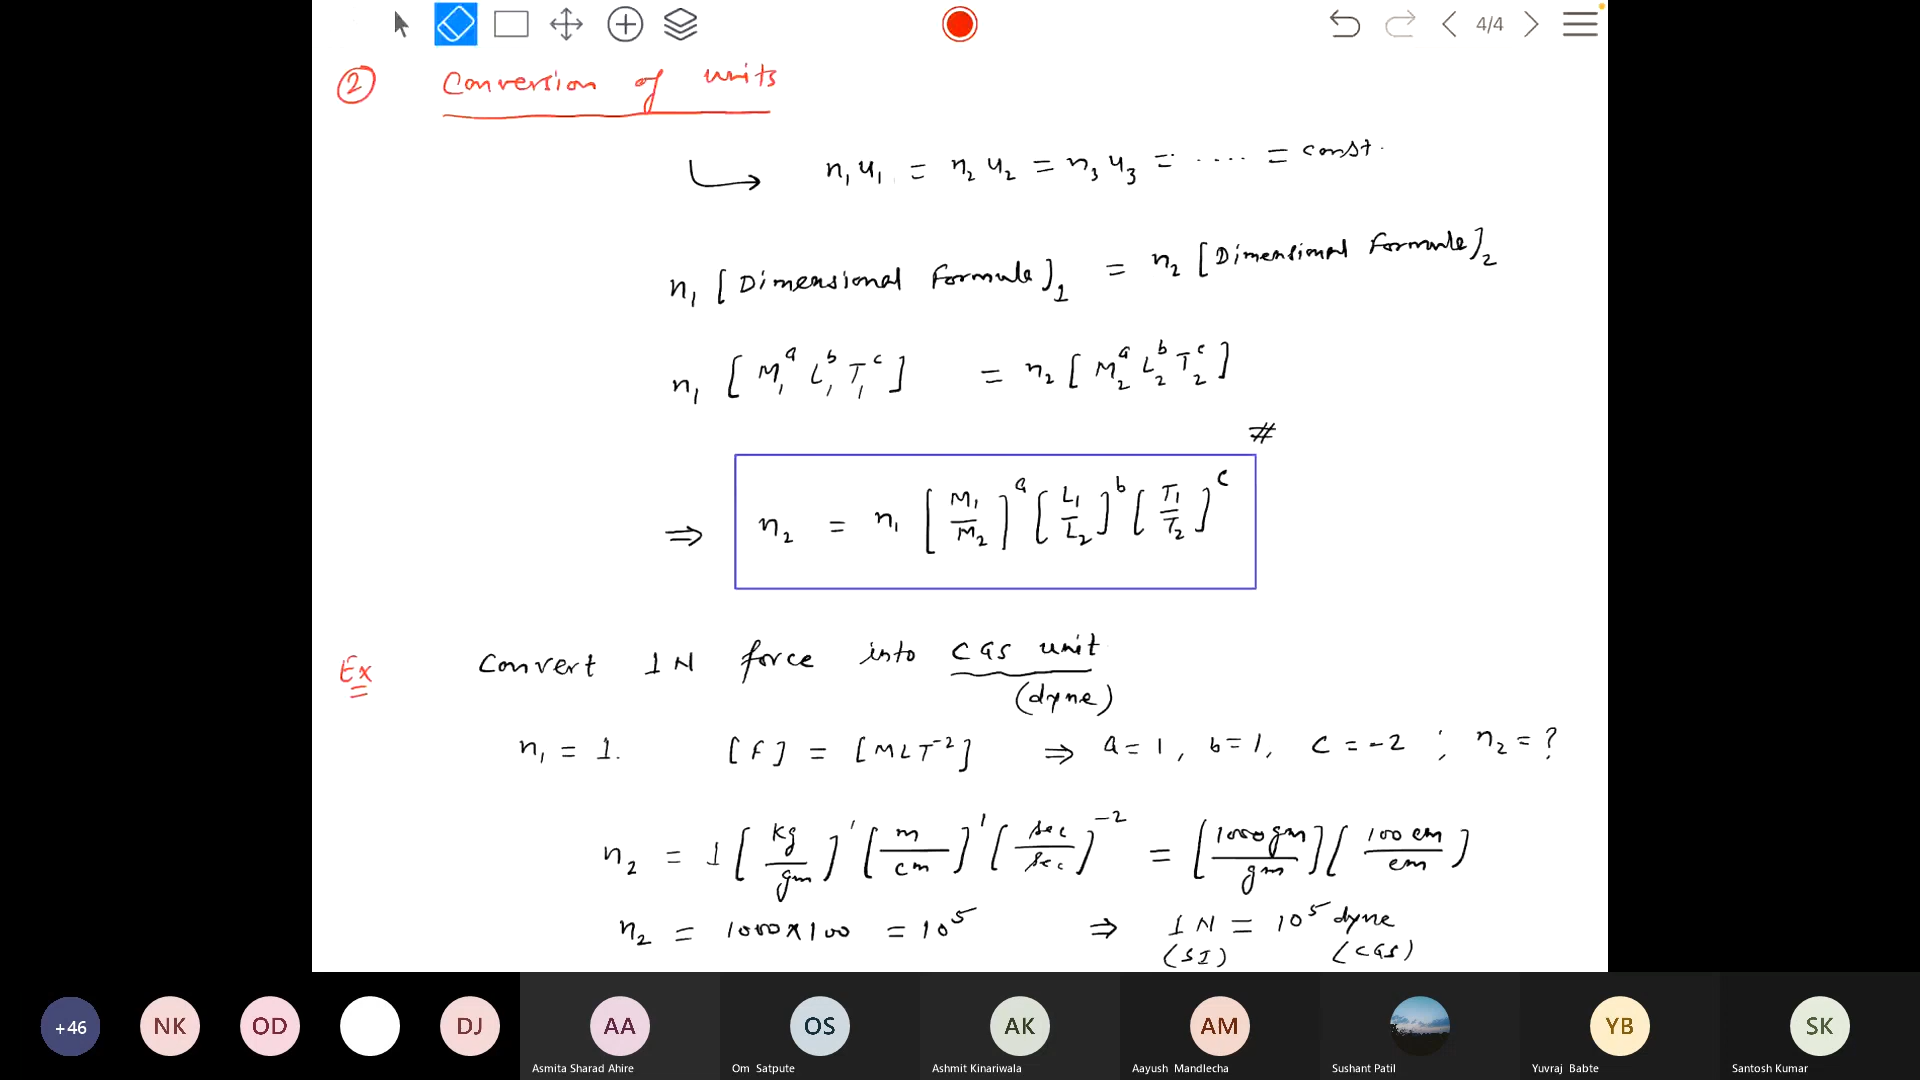 4/4
② Conversion of units
n₁u₁ = n₂u₂ = n₃u₃ = ..... = const.
n₁ [Dimensional Formula]₁ = n₂ [Dimensional Formula]₂
n₁ [M₁ᵃ L₁ᵇ T₁ᶜ] = n₂ [M₂ᵃ L₂ᵇ T₂ᶜ]
#
⇒ n₂ = n₁ [M₁/M₂]ᵃ [L₁/L₂]ᵇ [T₁/T₂]ᶜ
Ex Convert 1N force into CGS unit
(dyne)
n₁ = 1. [F] = [MLT⁻²] ⇒ a=1, b=1, c=-2 ; n₂=?
n₂ = 1 [kg/gm]¹ [m/cm]¹ [sec/sec]⁻² = [1000gm/gm] [100 cm/cm]
n₂ = 1000×100 = 10⁵ ⇒ 1N = 10⁵ dyne
(SI) (CGS)
+46 NK OD DJ AA OS AK AM YB SK
Asmita Sharad Ahire Om Satpute Ashmit Kinariwala Aayush Mandlecha Sushant Patil Yuvraj Babte Santosh Kumar